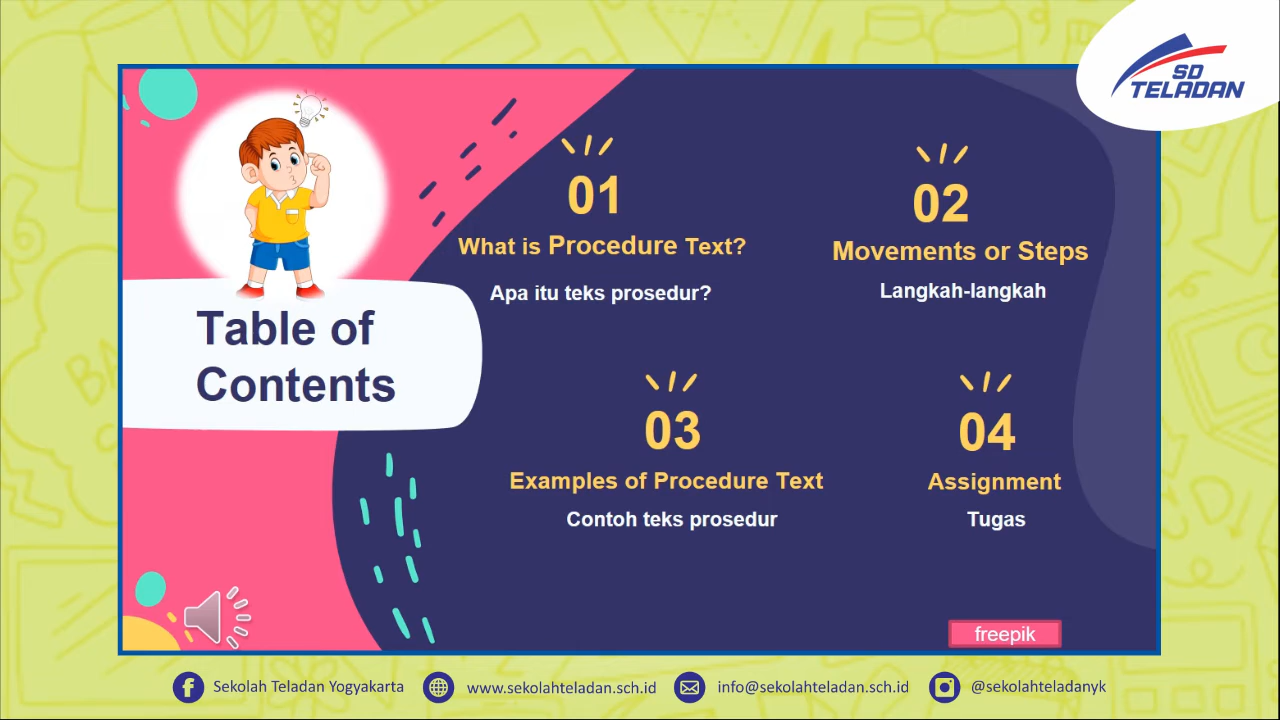 SD
TELADAN
Table of
Contents
01
What is Procedure Text?
Apa itu teks prosedur?
02
Movements or Steps
Langkah-langkah
03
Examples of Procedure Text
Contoh teks prosedur
04
Assignment
Tugas
freepik
Sekolah Teladan Yogyakarta
www.sekolahteladan.sch.id
info@sekolahteladan.sch.id
@sekolahteladanyk